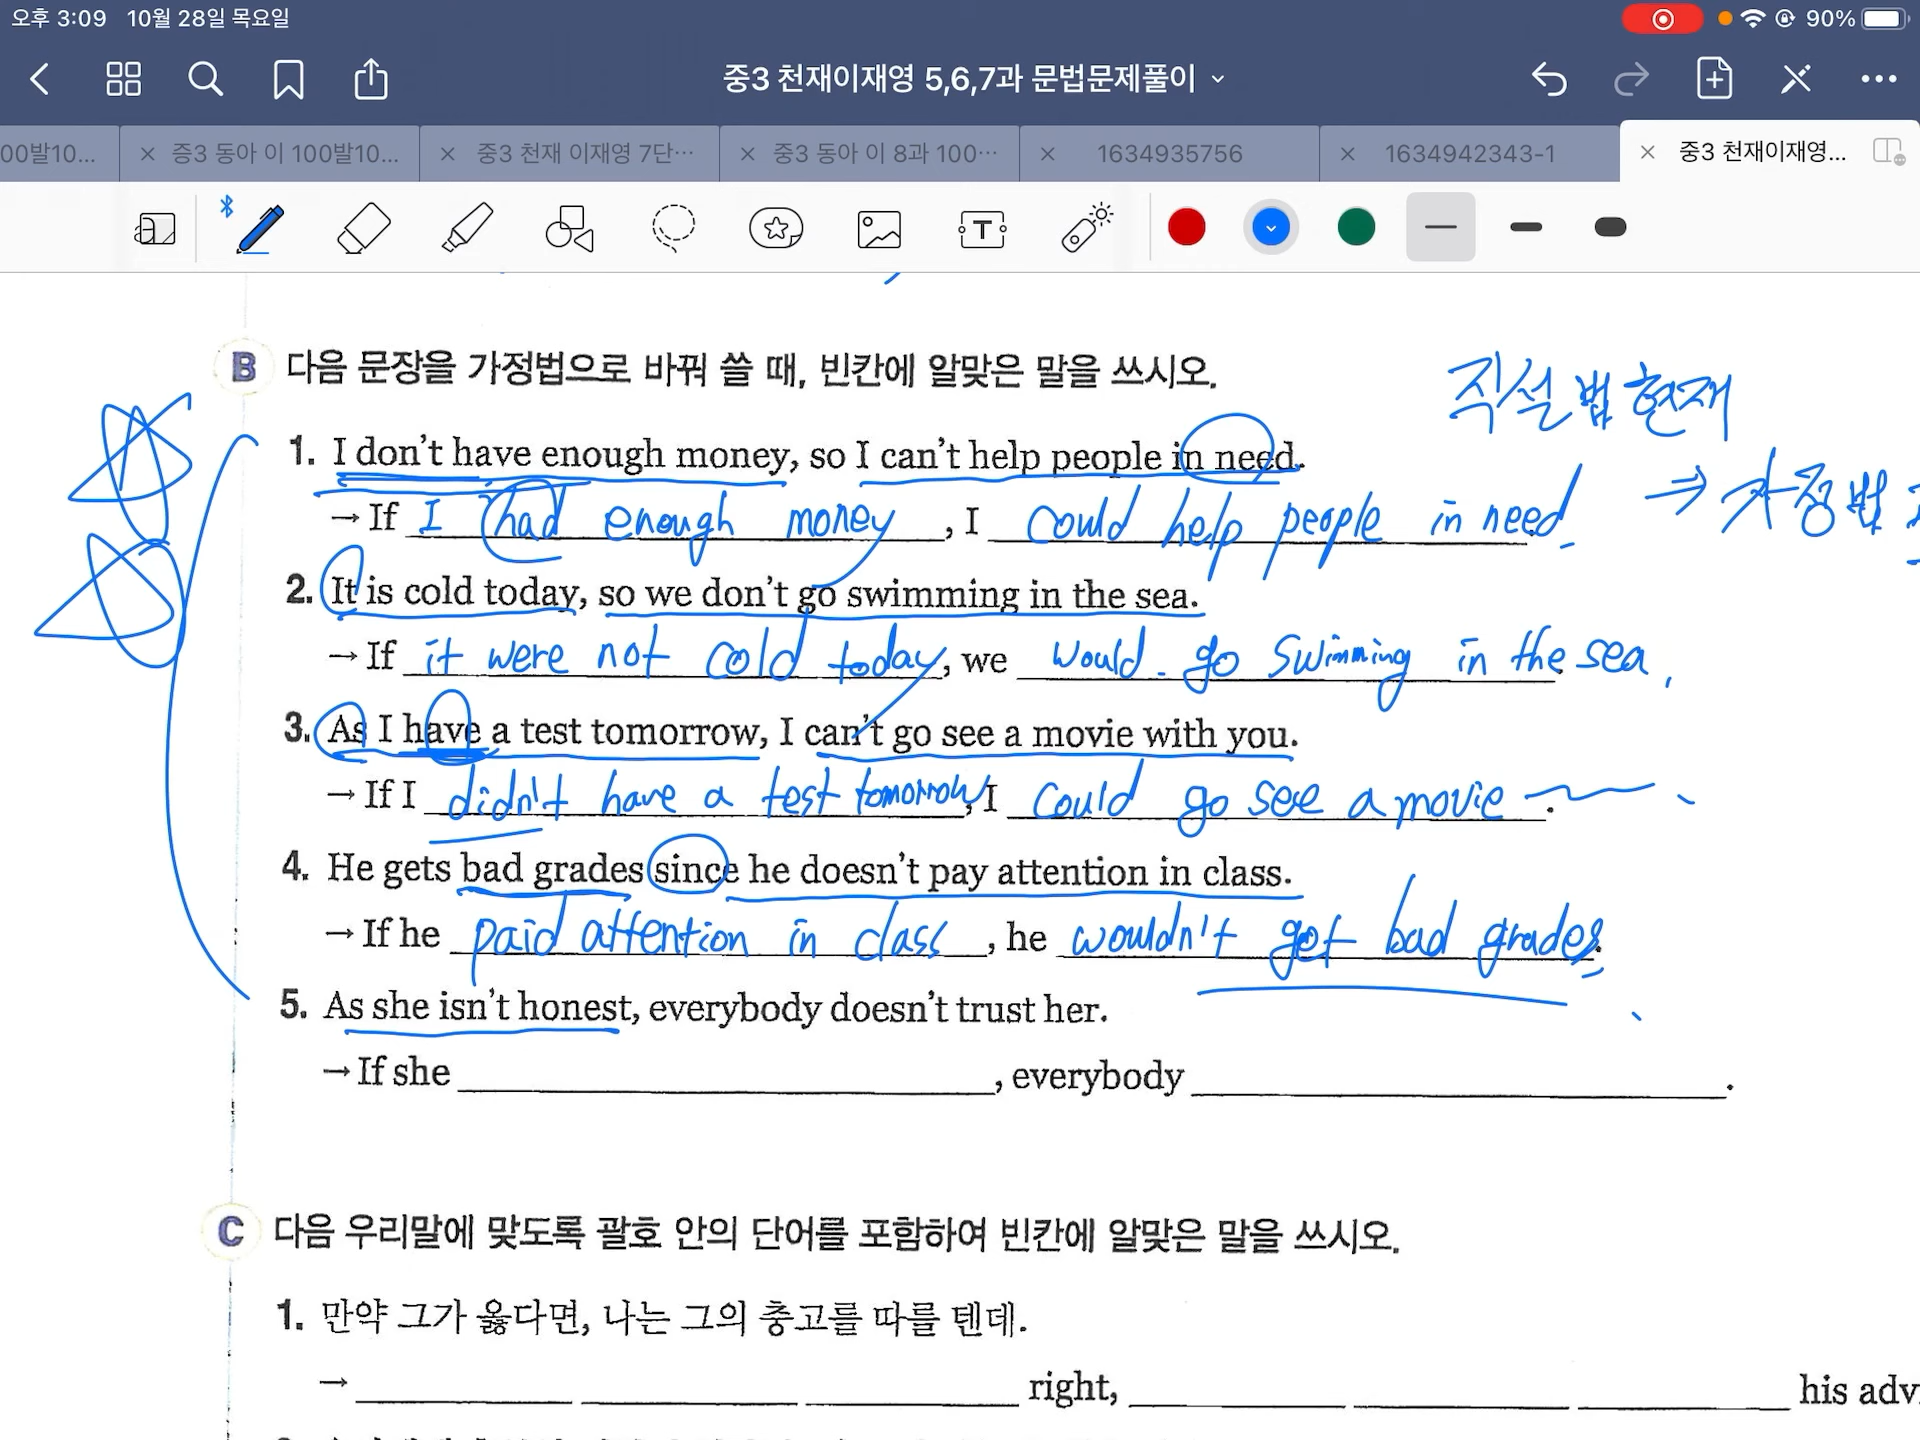 오후 3:09 10월 28일 목요일
90%
중3 천재이재영 5,6,7과 문법문제풀이
00발10...
× 증3 동아 이 100발10...
× 중3 천재 이재영 7단...
× 중3 동아 이 8과 100...
× 1634935756
× 1634942343-1
× 중3 천재이재영...
B 다음 문장을 가정법으로 바꿔 쓸 때, 빈칸에 알맞은 말을 쓰시오.
직설법 현재
1. I don't have enough money, so I can't help people in need.
→ If I had enough money, I could help people in need.
⇒ 가정법
2. It is cold today, so we don't go swimming in the sea.
→ If it were not cold today, we would go swimming in the sea.
3. As I have a test tomorrow, I can't go see a movie with you.
→ If I didn't have a test tomorrow, I could go see a movie .
4. He gets bad grades since he doesn't pay attention in class.
→ If he paid attention in class, he wouldn't get bad grades.
5. As she isn't honest, everybody doesn't trust her.
→ If she ____, everybody ____.
C 다음 우리말에 맞도록 괄호 안의 단어를 포함하여 빈칸에 알맞은 말을 쓰시오.
1. 만약 그가 옳다면, 나는 그의 충고를 따를 텐데.
→ ____ ____ ____ right, ____ ____ ____ his adv